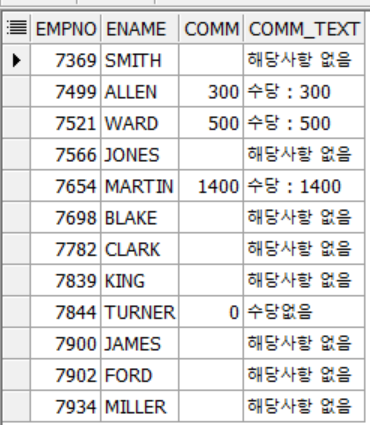 EMPNO ENAME COMM COMM_TEXT
7369 SMITH 해당사항 없음
7499 ALLEN 300 수당 : 300
7521 WARD 500 수당 : 500
7566 JONES 해당사항 없음
7654 MARTIN 1400 수당 : 1400
7698 BLAKE 해당사항 없음
7782 CLARK 해당사항 없음
7839 KING 해당사항 없음
7844 TURNER 0 수당없음
7900 JAMES 해당사항 없음
7902 FORD 해당사항 없음
7934 MILLER 해당사항 없음